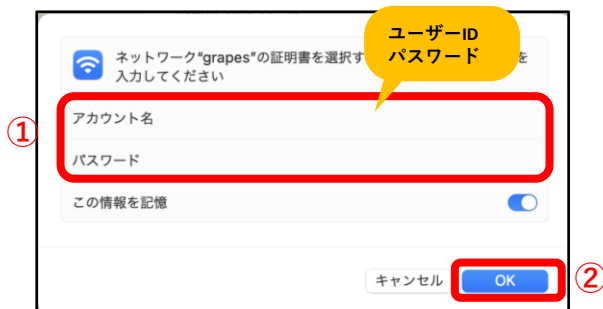 ユーザーID
パスワード
ネットワーク“grapes”の証明書を選択す
を
入力してください
①
アカウント名
パスワード
この情報を記憶
キャンセル
OK
②